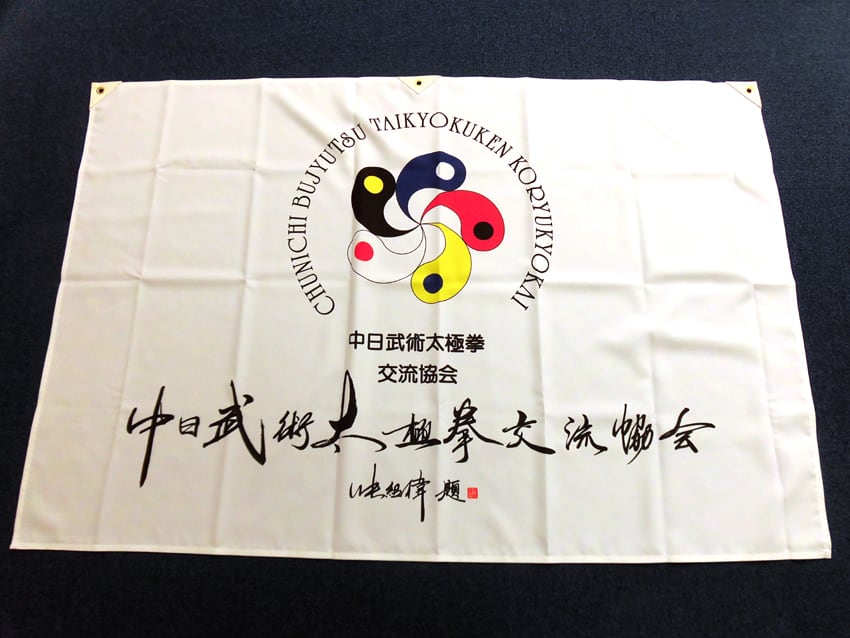 CHUNICHI BUJYUTSU TAIKYOKUKEN KORYUKYOKAI
中日武術太極拳
交流協会
中日武術太極拳交流協会
題